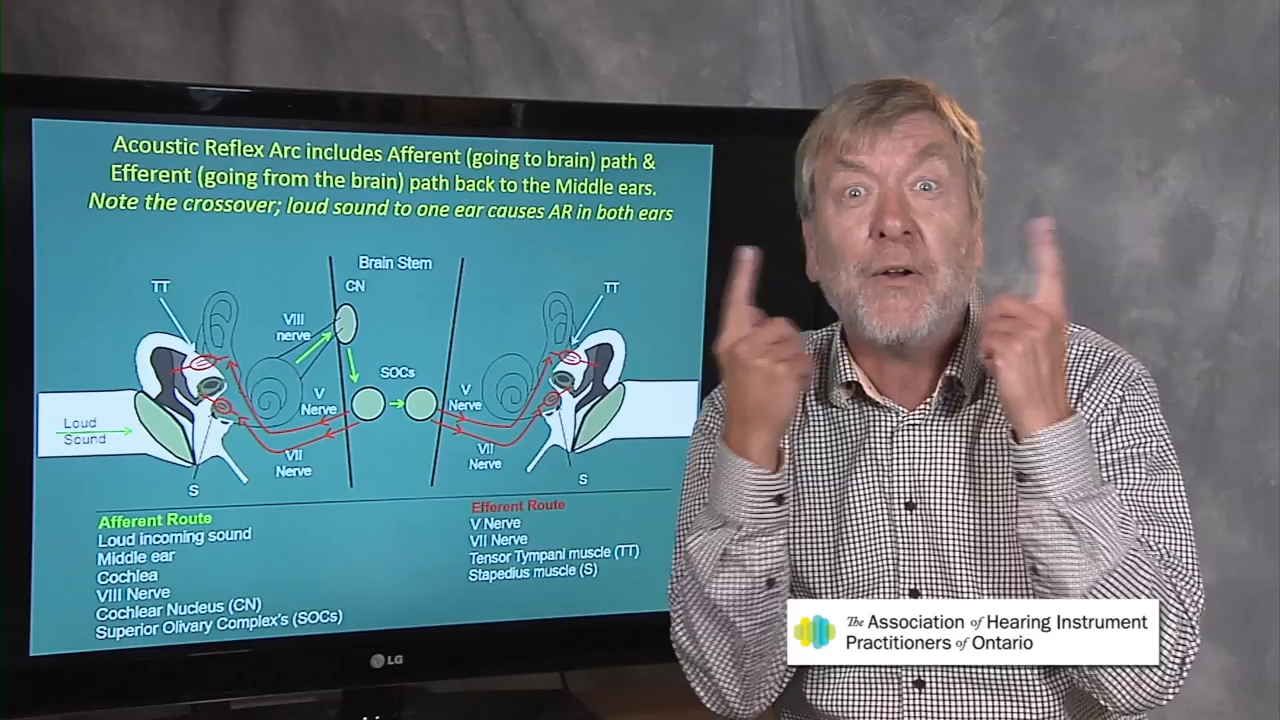 Acoustic Reflex Arc includes Afferent (going to brain) path &
Efferent (going from the brain) path back to the Middle ears.
Note the crossover; loud sound to one ear causes AR in both ears
Brain Stem
CN
TT
TT
VIII
nerve
SOCs
V
Nerve
V
Nerve
Loud
Sound
VII
Nerve
VII
Nerve
S
S
Afferent Route
Loud incoming sound
Middle ear
Cochlea
VIII Nerve
Cochlear Nucleus (CN)
Superior Olivary Complex's (SOCs)
Efferent Route
V Nerve
VII Nerve
Tensor Tympani muscle (TT)
Stapedius muscle (S)
LG
The Association of Hearing Instrument
Practitioners of Ontario